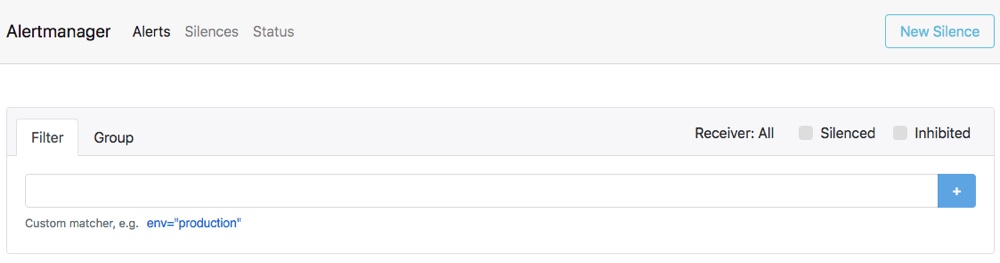 Alertmanager Alerts Silences Status New Silence
Filter Group Receiver: All Silenced Inhibited
+
Custom matcher, e.g. env="production"